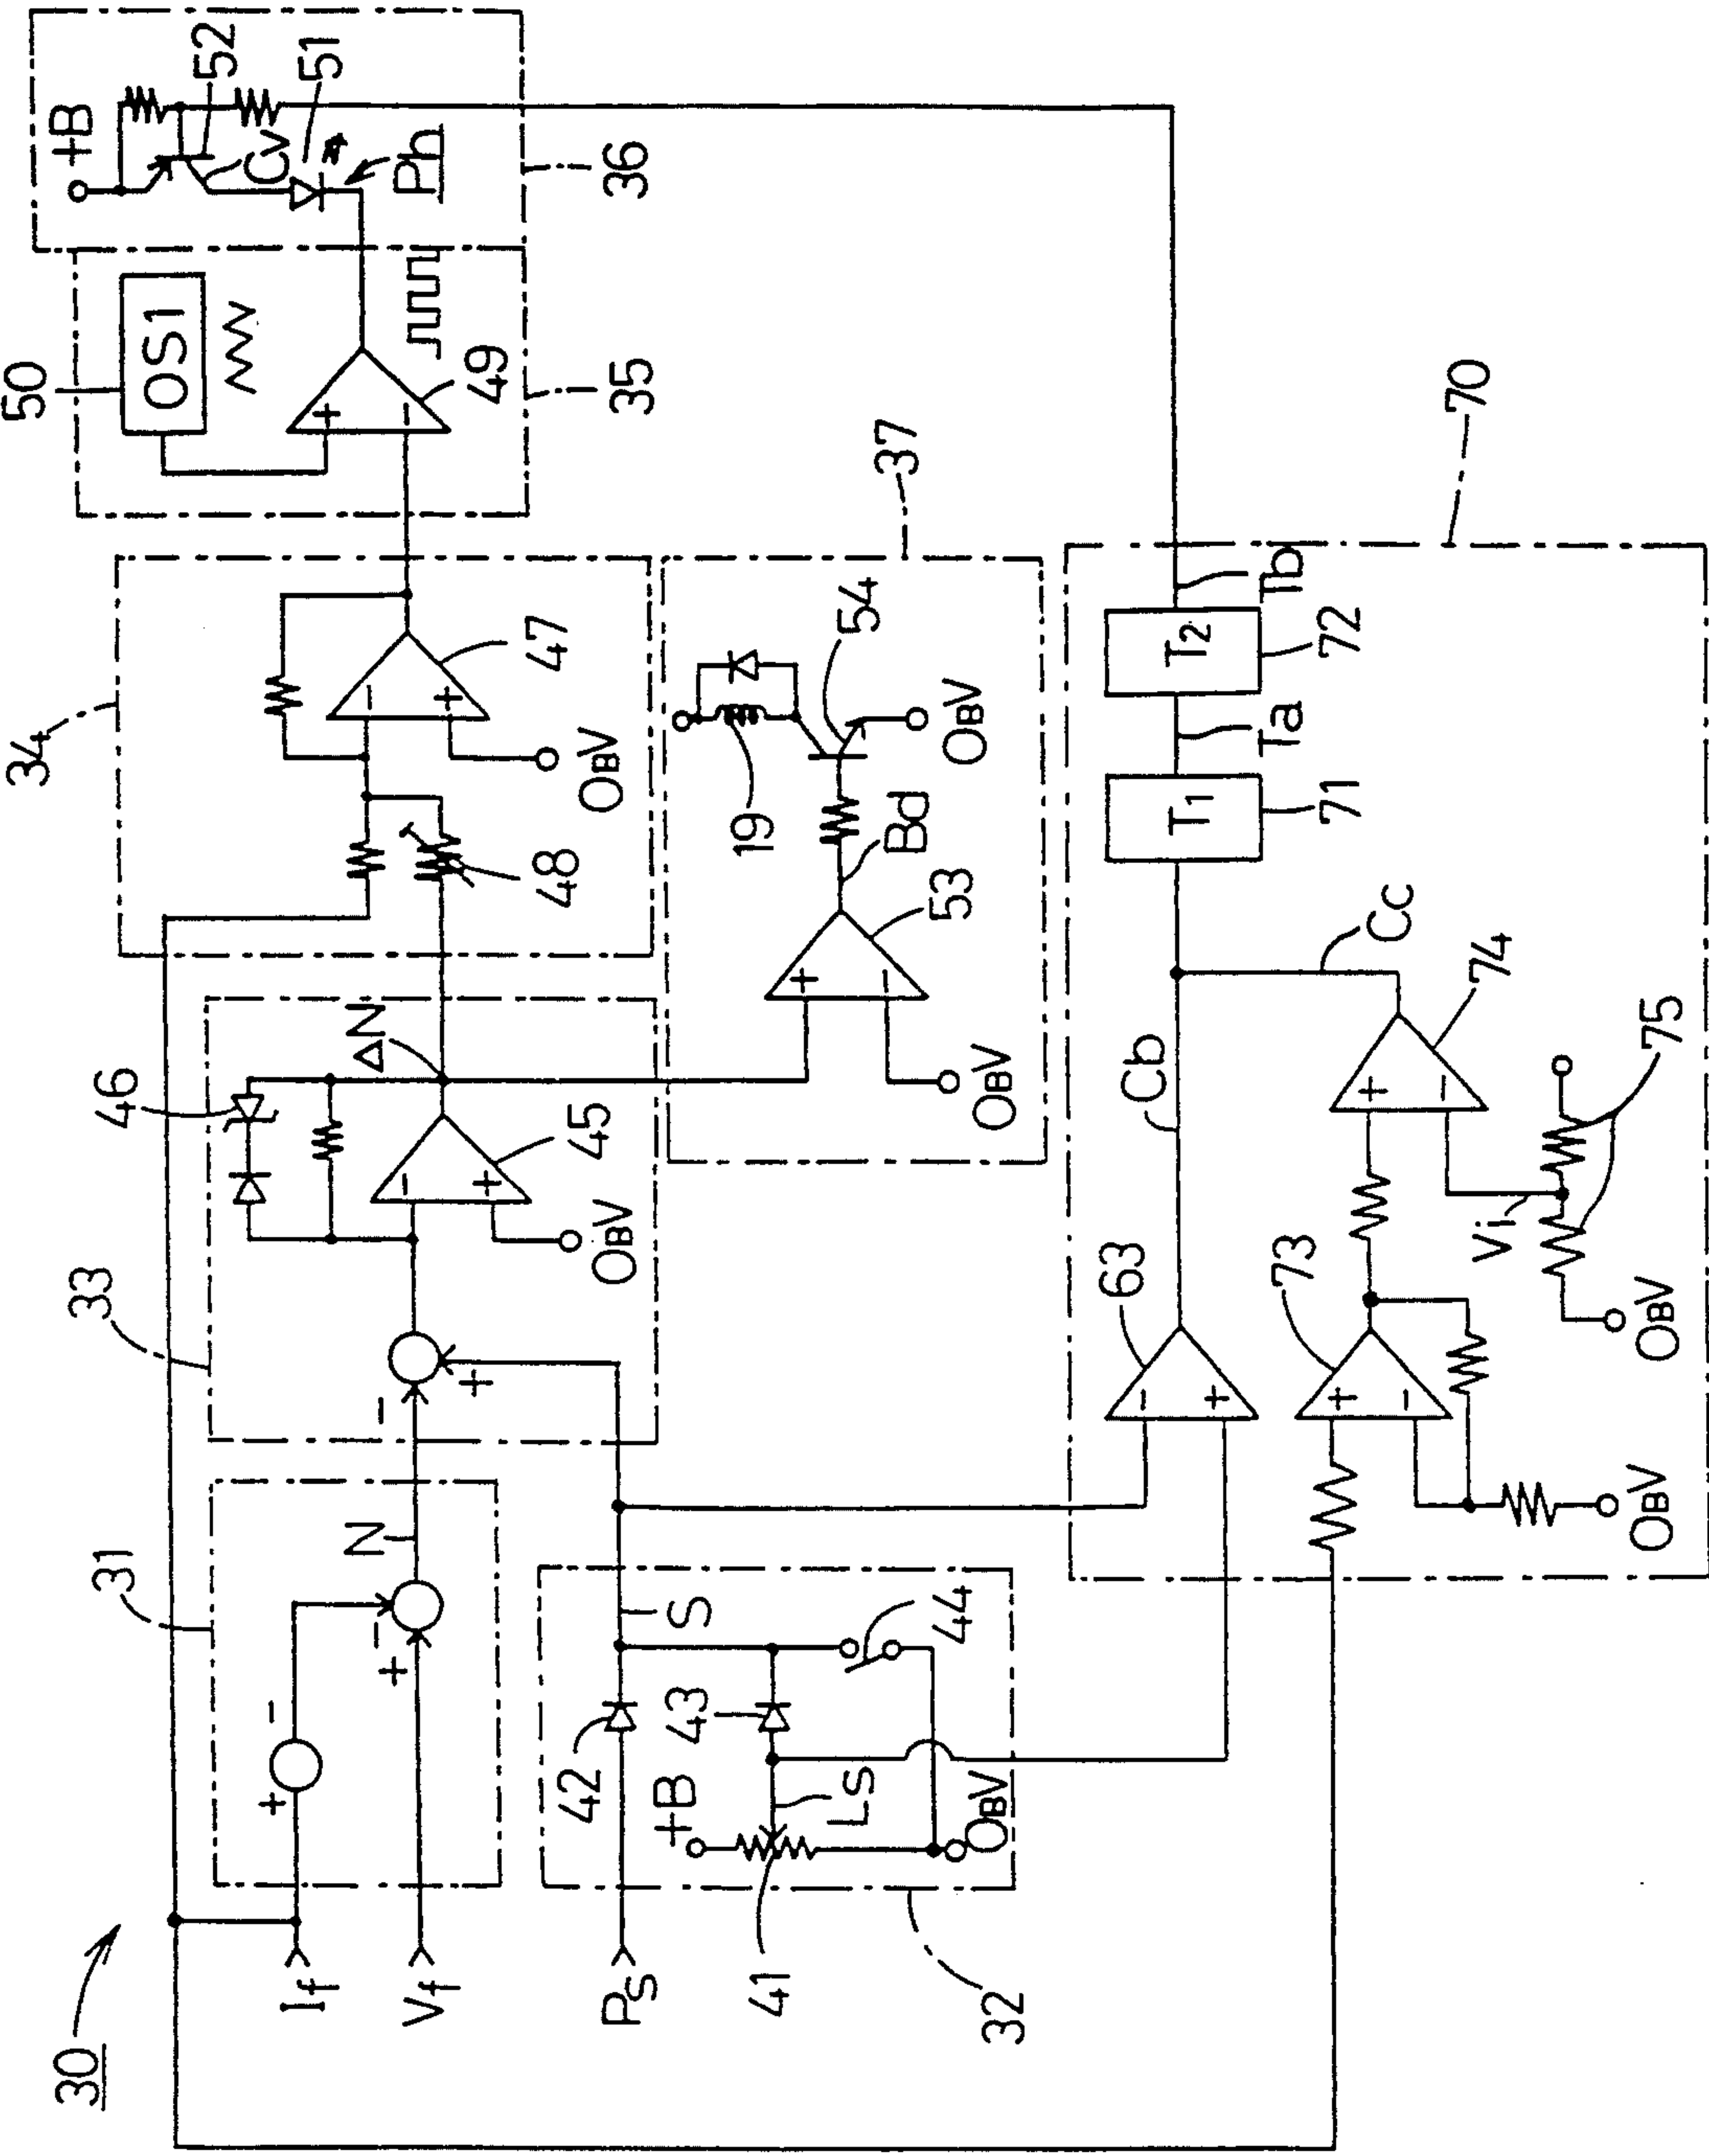 30
If
Vf
Ps
31
+
-
-
+
N
32
41
+B
Ls
42
43
44
S
OBV
33
-
+
46
-
+
45
ΔN
OBV
34
48
-
+
47
OBV
35
50
OS1
+
-
49
36
+B
52
Cv
51
Ph
37
+
-
53
Bd
19
54
OBV
OBV
70
-
+
63
Cb
+
-
73
OBV
+
-
74
Vi
75
OBV
Cc
T1
71
Ta
T2
72
Tb